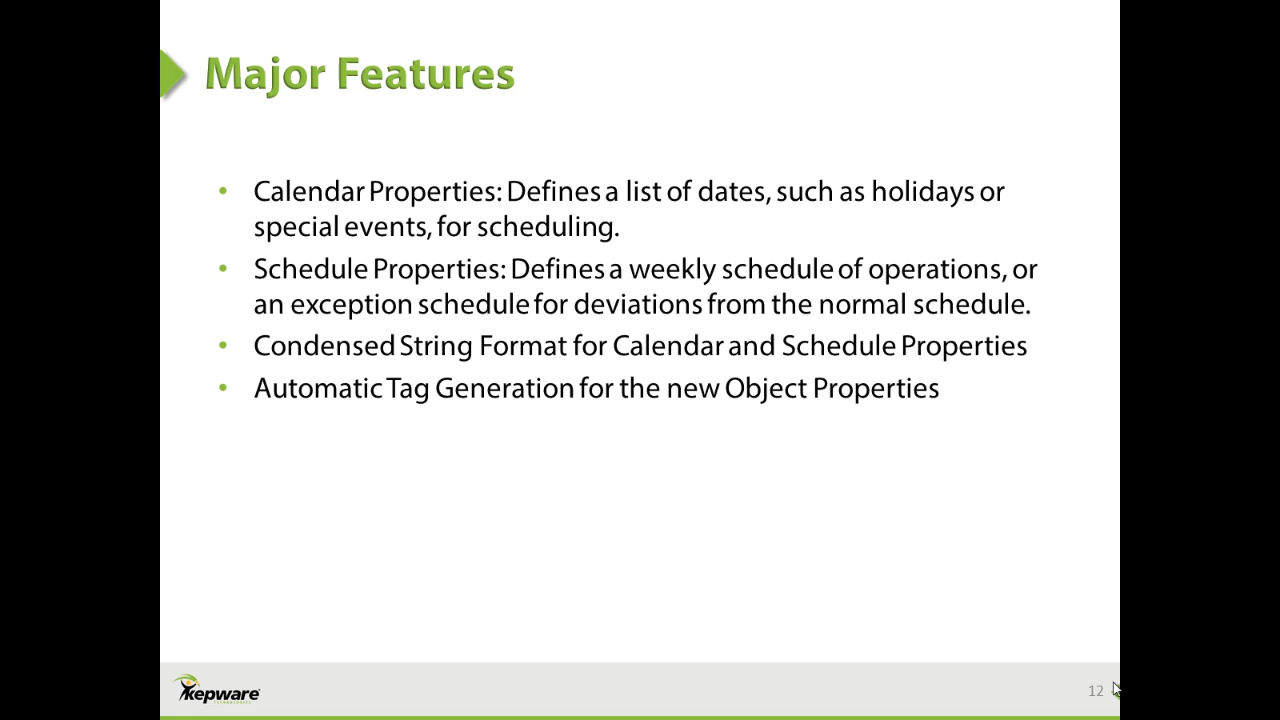 Major Features
• Calendar Properties: Defines a list of dates, such as holidays or
special events, for scheduling.
• Schedule Properties: Defines a weekly schedule of operations, or
an exception schedule for deviations from the normal schedule.
• Condensed String Format for Calendar and Schedule Properties
• Automatic Tag Generation for the new Object Properties
kepware
TECHNOLOGIES
12